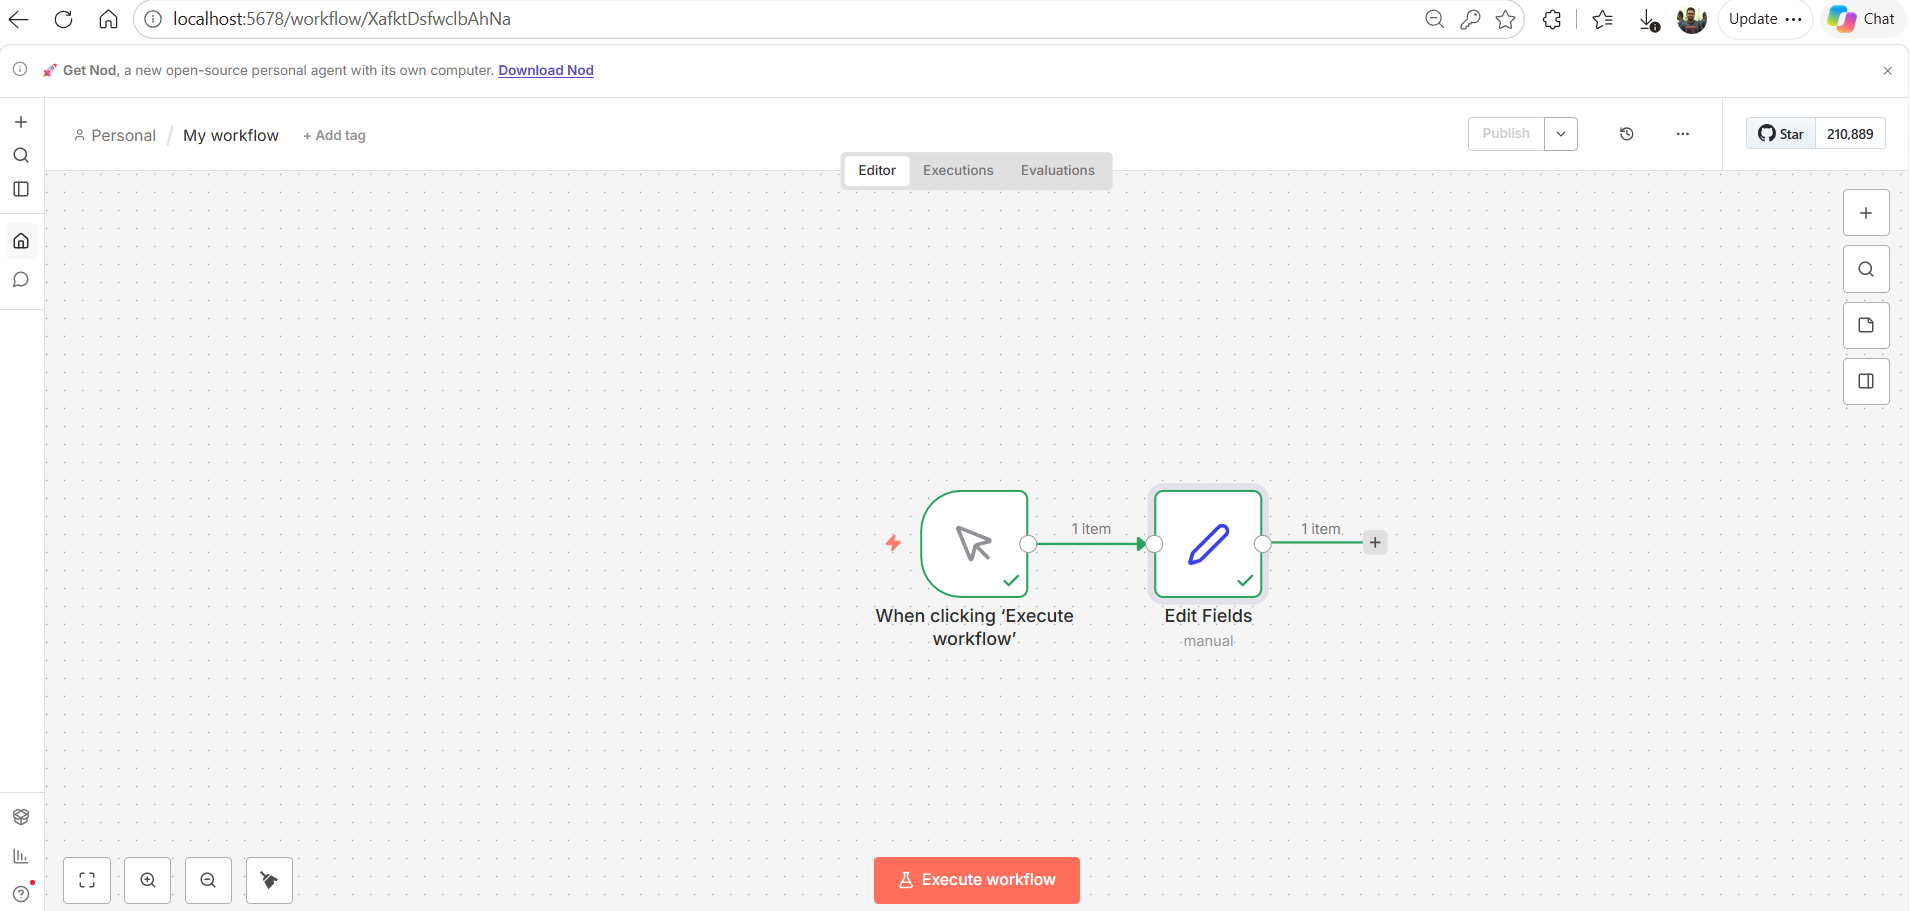 localhost:5678/workflow/XafktDsfwclbAhNa
Update
Chat
Get Nod, a new open-source personal agent with its own computer. Download Nod
Personal / My workflow + Add tag
Publish
Star 210,889
Editor Executions Evaluations
1 item
1 item
When clicking ‘Execute
workflow’
Edit Fields
manual
Execute workflow